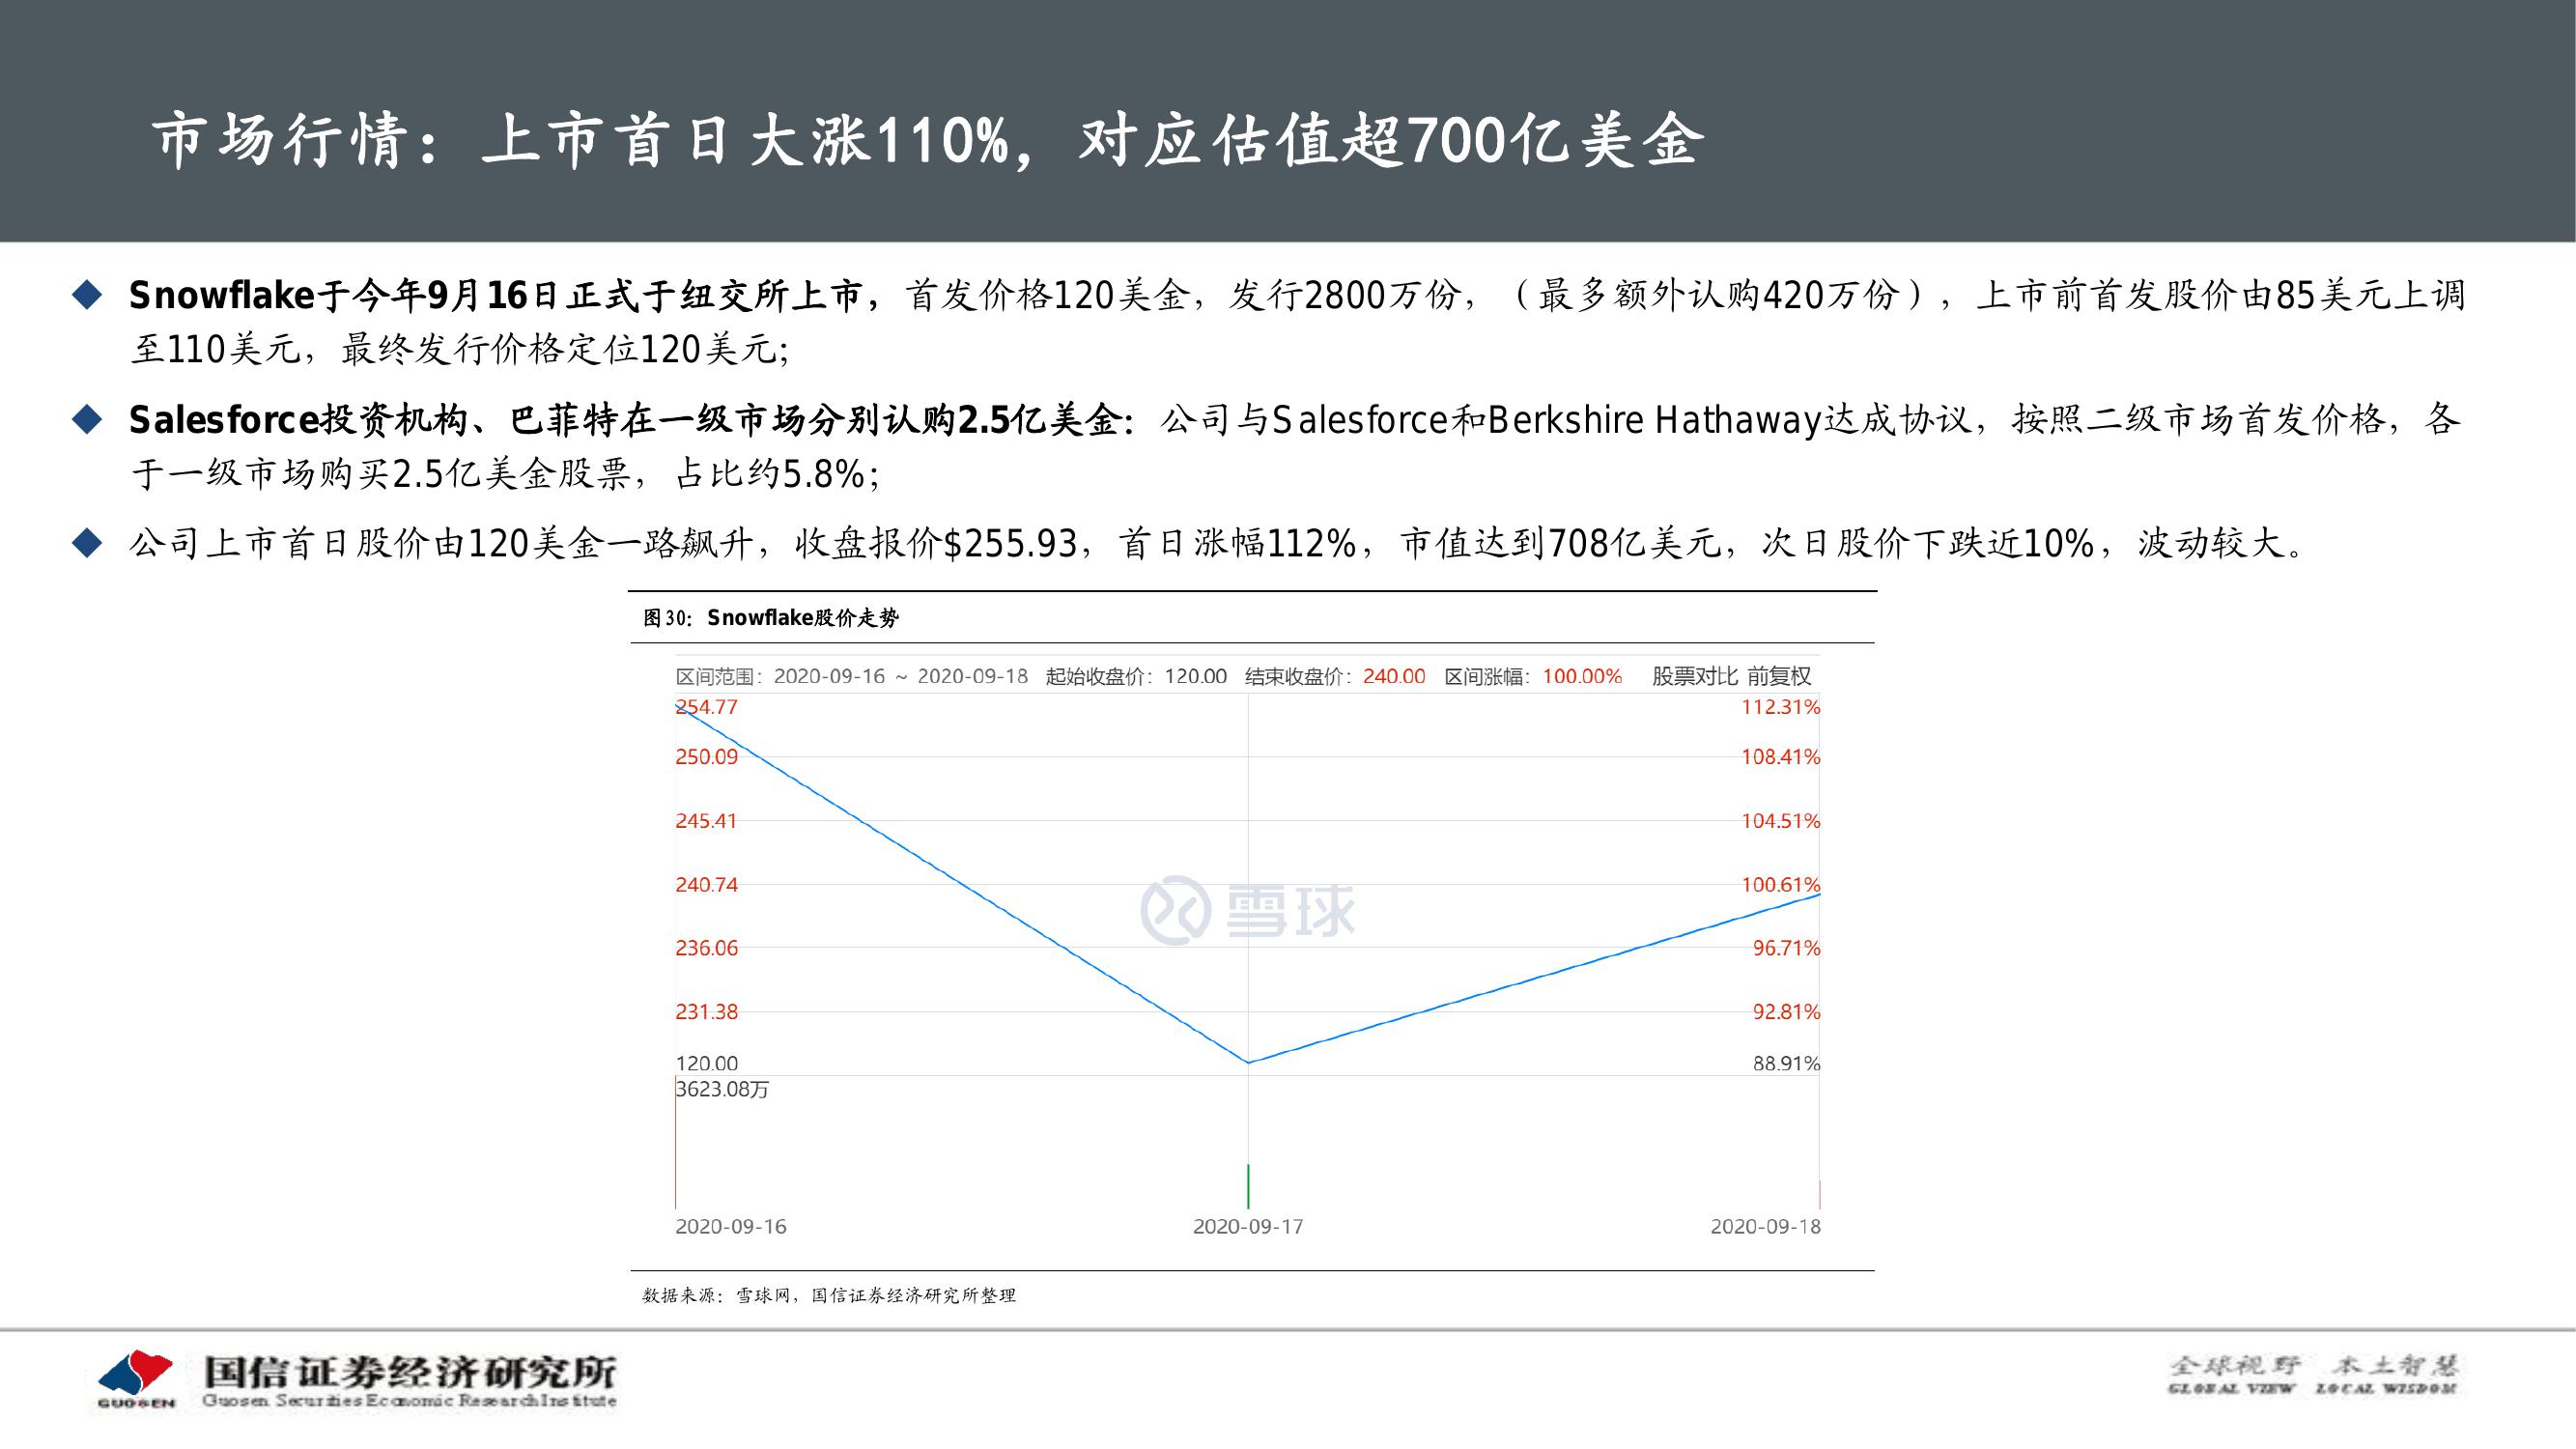 市场行情：上市首日大涨110%，对应估值超700亿美金
Snowflake于今年9月16日正式于纽交所上市，首发价格120美金，发行2800万份，（最多额外认购420万份），上市前首发股价由85美元上调
至110美元，最终发行价格定位120美元；
Salesforce投资机构、巴菲特在一级市场分别认购2.5亿美金：公司与Salesforce和Berkshire Hathaway达成协议，按照二级市场首发价格，各
于一级市场购买2.5亿美金股票，占比约5.8%；
公司上市首日股价由120美金一路飙升，收盘报价$255.93，首日涨幅112%，市值达到708亿美元，次日股价下跌近10%，波动较大。
图30：Snowflake股价走势
区间范围：2020-09-16 ~ 2020-09-18 起始收盘价：120.00 结束收盘价：240.00 区间涨幅：100.00% 股票对比 前复权
254.77 112.31%
250.09 108.41%
245.41 104.51%
240.74 100.61%
雪球
236.06 96.71%
231.38 92.81%
120.00 88.91%
3623.08万
2020-09-16 2020-09-17 2020-09-18
数据来源：雪球网，国信证券经济研究所整理
GUOSEN
国信证券经济研究所
Guosen Securities Economic Research Institute
全球视野 本土智慧
GLOBAL VIEW LOCAL WISDOM